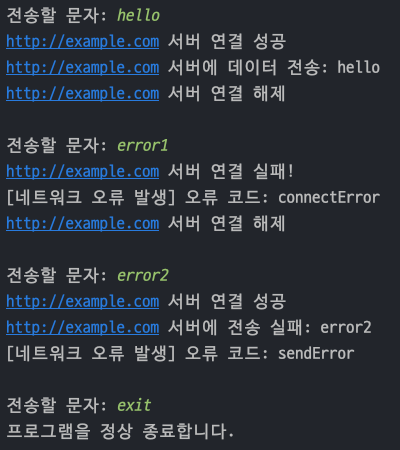 전송할 문자: hello
http://example.com 서버 연결 성공
http://example.com 서버에 데이터 전송: hello
http://example.com 서버 연결 해제
전송할 문자: error1
http://example.com 서버 연결 실패!
[네트워크 오류 발생] 오류 코드: connectError
http://example.com 서버 연결 해제
전송할 문자: error2
http://example.com 서버 연결 성공
http://example.com 서버에 전송 실패: error2
[네트워크 오류 발생] 오류 코드: sendError
전송할 문자: exit
프로그램을 정상 종료합니다.